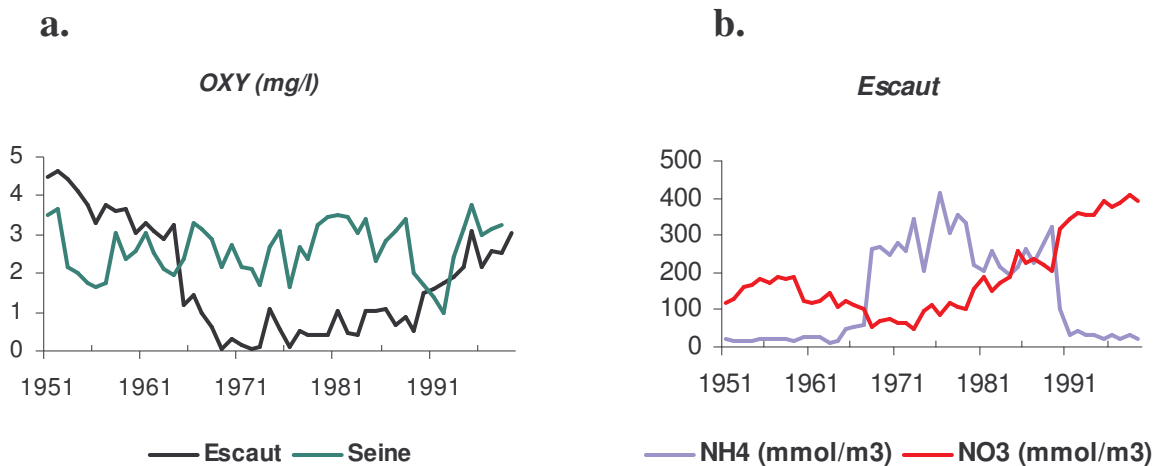 a.
OXY (mg/l)
5
4
3
2
1
0
1951 1961 1971 1981 1991
Escaut Seine
b.
Escaut
500
400
300
200
100
0
1951 1961 1971 1981 1991
NH4 (mmol/m3) NO3 (mmol/m3)